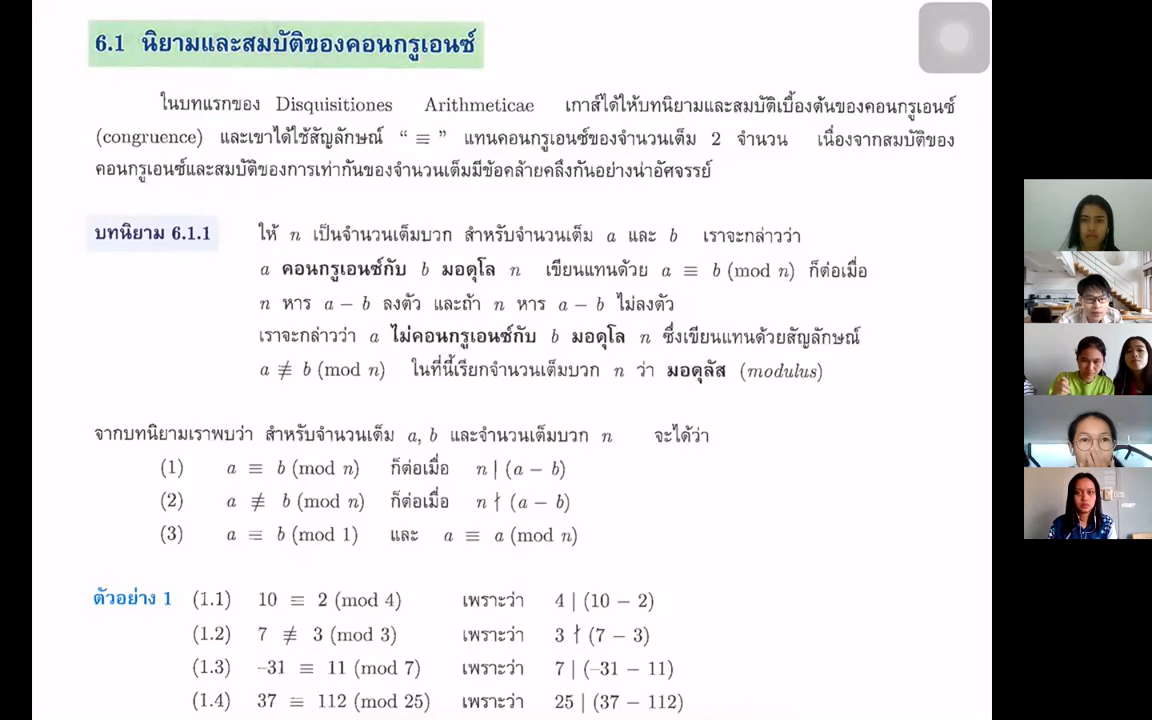 6.1 นิยามและสมบัติของคอนกรูเอนซ์
ในบทแรกของ Disquisitiones Arithmeticae เกาส์ได้ให้บทนิยามและสมบัติเบื้องต้นของคอนกรูเอนซ์
(congruence) และเขาได้ใช้สัญลักษณ์ “ ≡ ” แทนคอนกรูเอนซ์ของจำนวนเต็ม 2 จำนวน เนื่องจากสมบัติของ
คอนกรูเอนซ์และสมบัติของการเท่ากันของจำนวนเต็มมีข้อคล้ายคลึงกันอย่างน่าอัศจรรย์
บทนิยาม 6.1.1 ให้ n เป็นจำนวนเต็มบวก สำหรับจำนวนเต็ม a และ b เราจะกล่าวว่า
a คอนกรูเอนซ์กับ b มอดุโล n เขียนแทนด้วย a ≡ b (mod n) ก็ต่อเมื่อ
n หาร a − b ลงตัว และถ้า n หาร a − b ไม่ลงตัว
เราจะกล่าวว่า a ไม่คอนกรูเอนซ์กับ b มอดุโล n ซึ่งเขียนแทนด้วยสัญลักษณ์
a ≢ b (mod n) ในที่นี้เรียกจำนวนเต็มบวก n ว่า มอดุลัส (modulus)
จากบทนิยามเราพบว่า สำหรับจำนวนเต็ม a, b และจำนวนเต็มบวก n จะได้ว่า
(1) a ≡ b (mod n) ก็ต่อเมื่อ n | (a − b)
(2) a ≢ b (mod n) ก็ต่อเมื่อ n ∤ (a − b)
(3) a ≡ b (mod 1) และ a ≡ a (mod n)
ตัวอย่าง 1 (1.1) 10 ≡ 2 (mod 4) เพราะว่า 4 | (10 − 2)
(1.2) 7 ≢ 3 (mod 3) เพราะว่า 3 ∤ (7 − 3)
(1.3) –31 ≡ 11 (mod 7) เพราะว่า 7 | (–31 − 11)
(1.4) 37 ≡ 112 (mod 25) เพราะว่า 25 | (37 − 112)